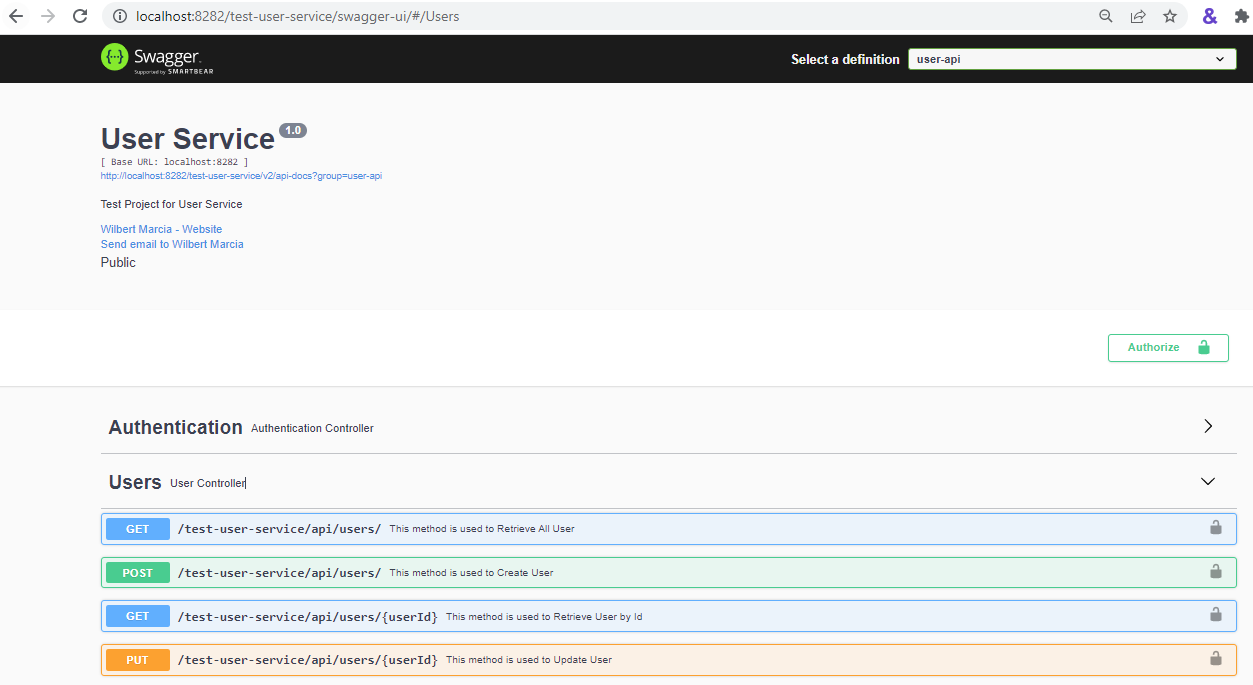 localhost:8282/test-user-service/swagger-ui/#/Users
&
{···} Swagger.
Supported by SMARTBEAR
Select a definition user-api
User Service 1.0
[ Base URL: localhost:8282 ]
http://localhost:8282/test-user-service/v2/api-docs?group=user-api
Test Project for User Service
Wilbert Marcia - Website
Send email to Wilbert Marcia
Public
Authorize
Authentication Authentication Controller
Users User Controller
GET /test-user-service/api/users/ This method is used to Retrieve All User
POST /test-user-service/api/users/ This method is used to Create User
GET /test-user-service/api/users/{userId} This method is used to Retrieve User by Id
PUT /test-user-service/api/users/{userId} This method is used to Update User